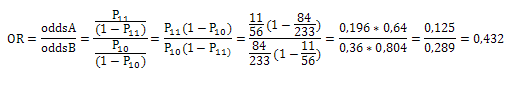 OR = oddsA/oddsB = (P₁₁/(1 − P₁₁))/(P₁₀/(1 − P₁₀)) = P₁₁(1 − P₁₀)/P₁₀(1 − P₁₁) = (11/56 (1 − 84/233))/(84/233 (1 − 11/56)) = 0,196 ∗ 0,64/0,36 ∗ 0,804 = 0,125/0,289 = 0,432